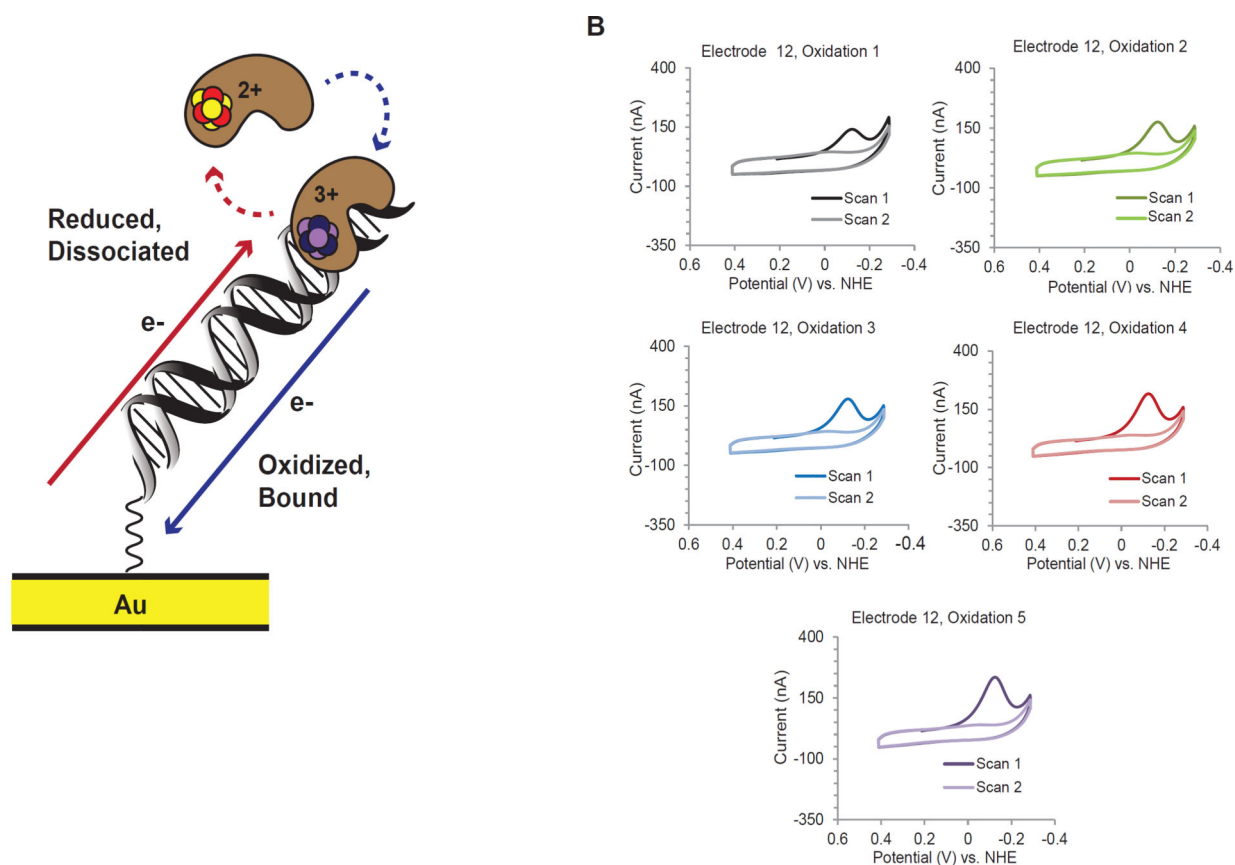 2+
3+
Reduced,
Dissociated
e-
e-
Oxidized,
Bound
Au
B
Electrode 12, Oxidation 1
Current (nA)
400
150
-100
-350
Scan 1
Scan 2
0.6 0.4 0.2 0 -0.2 -0.4
Potential (V) vs. NHE
Electrode 12, Oxidation 2
Current (nA)
400
150
-100
-350
Scan 1
Scan 2
0.6 0.4 0.2 0 -0.2 -0.4
Potential (V) vs. NHE
Electrode 12, Oxidation 3
Current (nA)
400
150
-100
-350
Scan 1
Scan 2
0.6 0.4 0.2 0 -0.2 -0.4
Potential (V) vs. NHE
Electrode 12, Oxidation 4
Current (nA)
400
150
-100
-350
Scan 1
Scan 2
0.6 0.4 0.2 0 -0.2 -0.4
Potential (V) vs. NHE
Electrode 12, Oxidation 5
Current (nA)
400
150
-100
-350
Scan 1
Scan 2
0.6 0.4 0.2 0 -0.2 -0.4
Potential (V) vs. NHE